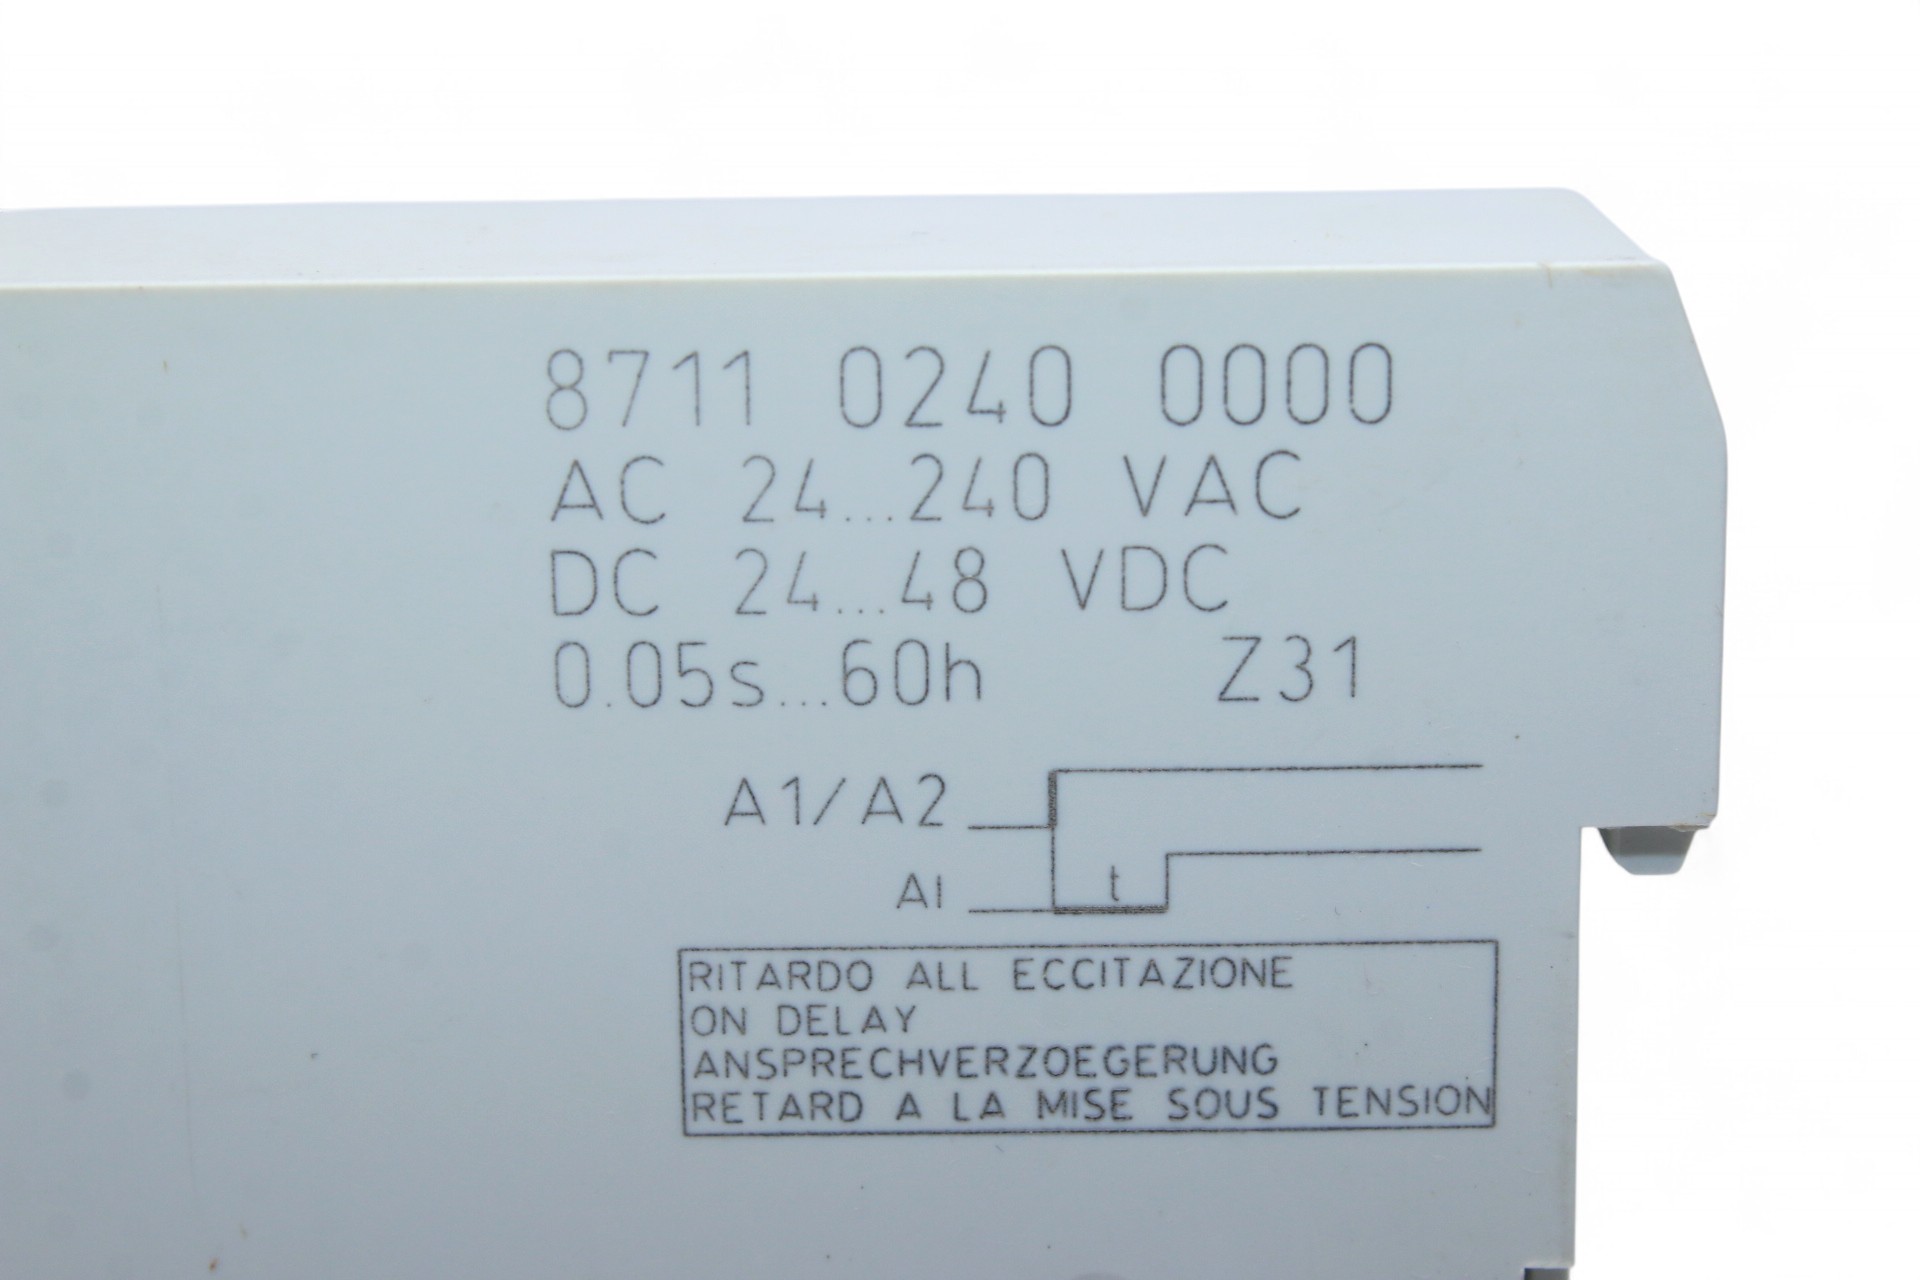 8711 0240 0000
AC 24...240 VAC
DC 24...48 VDC
0.05s...60h Z31
A1/A2
AI t
RITARDO ALL ECCITAZIONE
ON DELAY
ANSPRECHVERZOEGERUNG
RETARD A LA MISE SOUS TENSION